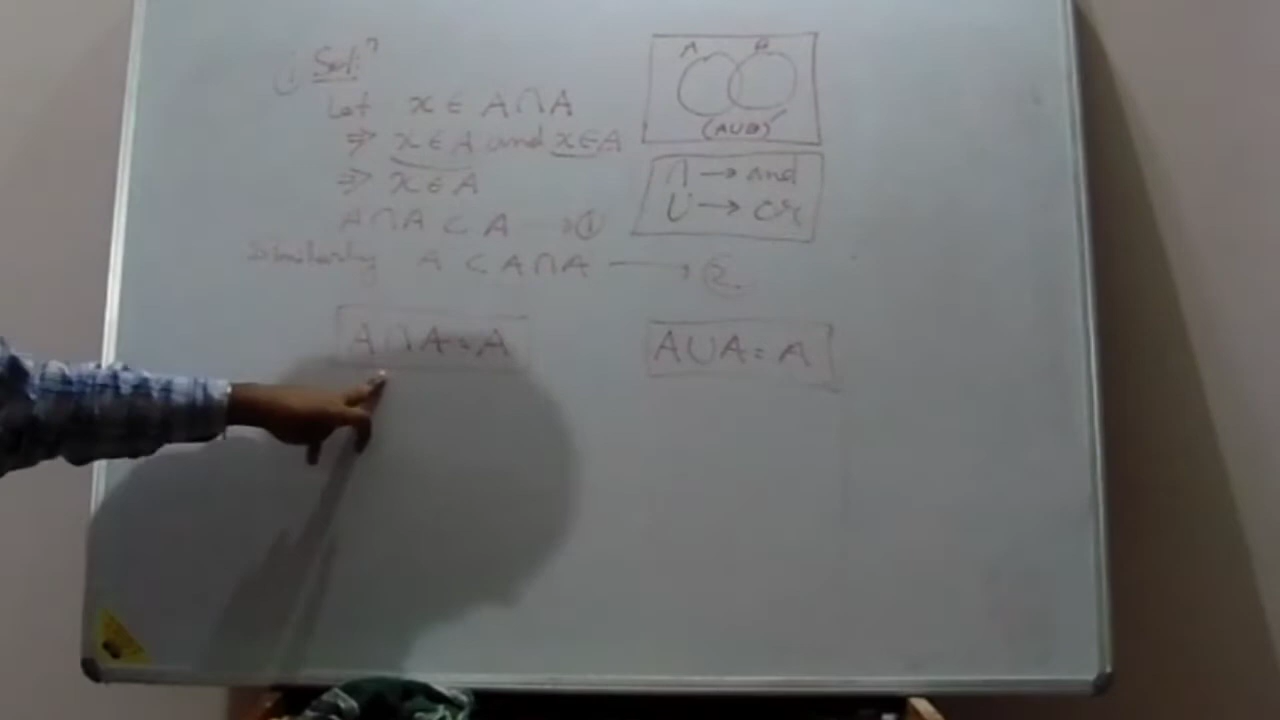 ① Sol:ⁿ
Let x ∈ A∩A
⇒ x ∈ A and x ∈ A
⇒ x ∈ A
A∩A ⊂ A → ①
Similarly A ⊂ A∩A → ②
A∩A = A
A B
(A∪B)
∩ → and
∪ → or
A∪A = A